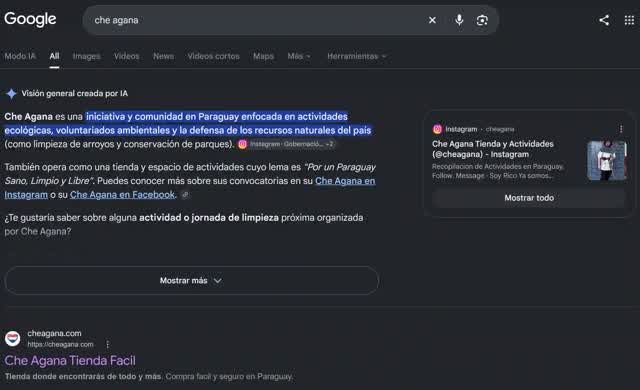 Google
che agana
Modo IA
All
Images
Videos
News
Videos cortos
Maps
Más
Herramientas
Visión general creada por IA
Che Agana es una iniciativa y comunidad en Paraguay enfocada en actividades
ecológicas, voluntariados ambientales y la defensa de los recursos naturales del país
(como limpieza de arroyos y conservación de parques). Instagram · Gobernació... +2
También opera como una tienda y espacio de actividades cuyo lema es "Por un Paraguay
Sano, Limpio y Libre". Puedes conocer más sobre sus convocatorias en su Che Agana en
Instagram o su Che Agana en Facebook.
¿Te gustaría saber sobre alguna actividad o jornada de limpieza próxima organizada
por Che Agana?
Mostrar más
Instagram · cheagana
Che Agana Tienda y Actividades
(@cheagana) - Instagram
Recopilacion de Actividades en Paraguay.
Follow. Message · Soy Rico Ya somos...
Mostrar todo
cheagana.com
https://cheagana.com
Che Agana Tienda Facil
Tienda donde encontrarás de todo y más. Compra facil y seguro en Paraguay.